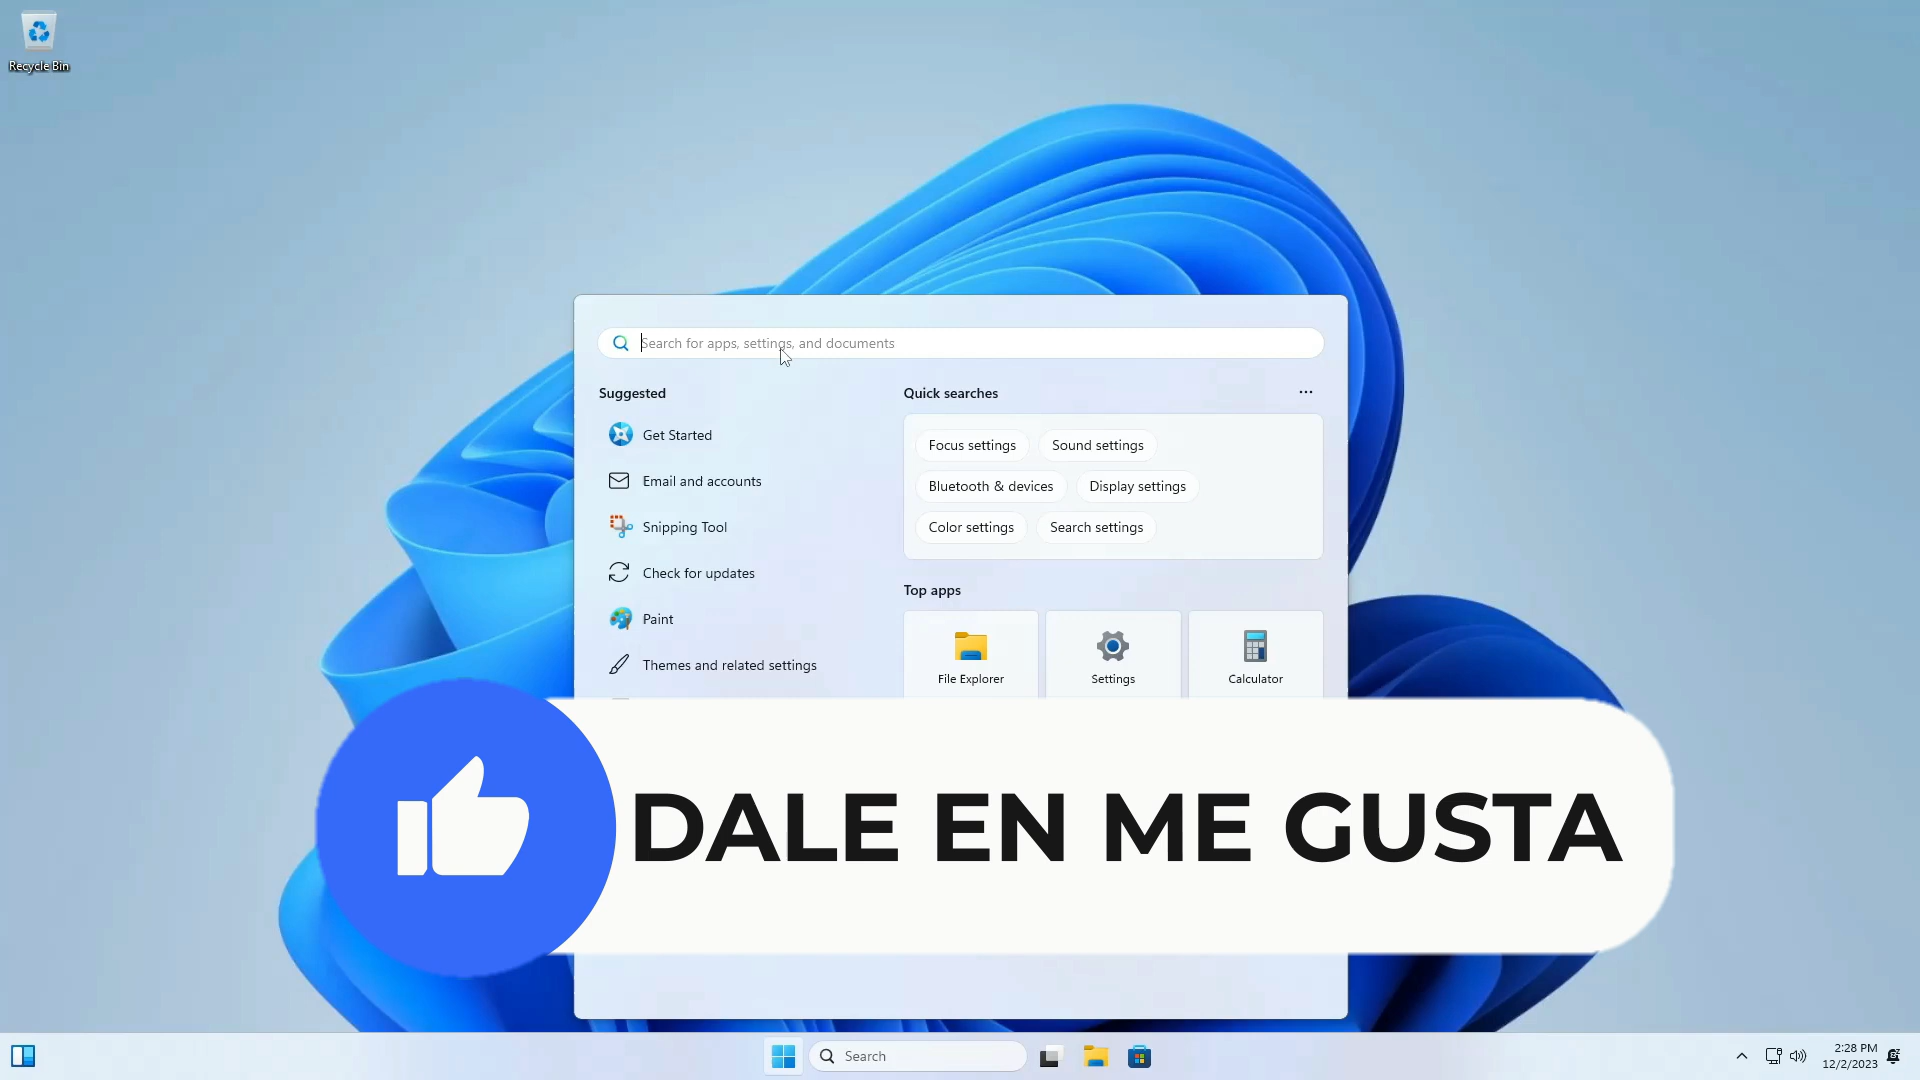 Recycle Bin
Search for apps, settings, and documents
Suggested
Get Started
Email and accounts
Snipping Tool
Check for updates
Paint
Themes and related settings
Quick searches
Focus settings
Sound settings
Bluetooth & devices
Display settings
Color settings
Search settings
Top apps
File Explorer
Settings
Calculator
DALE EN ME GUSTA
Search
2:28 PM
12/2/2023